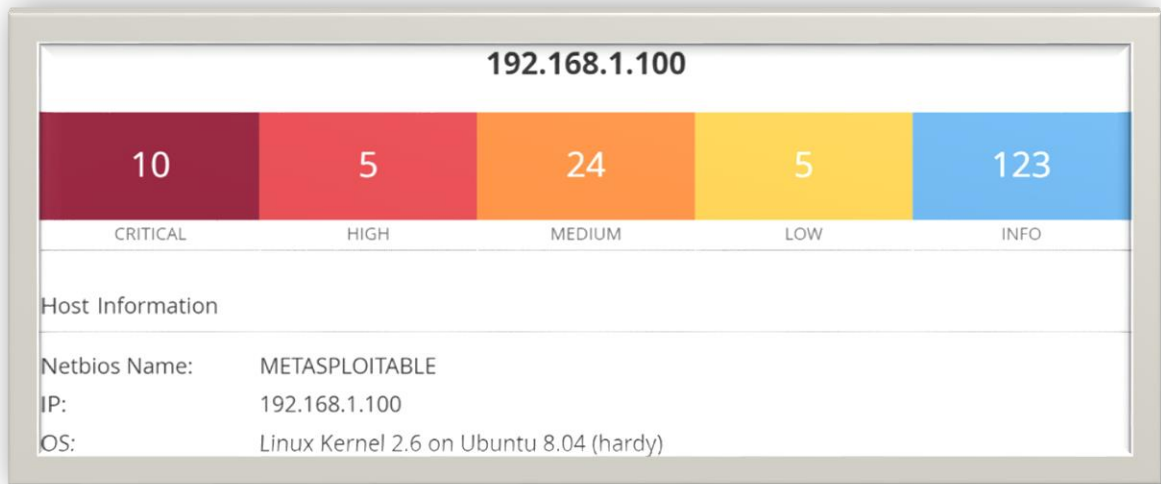 192.168.1.100
10 5 24 5 123
CRITICAL HIGH MEDIUM LOW INFO
Host Information
Netbios Name: METASPLOITABLE
IP: 192.168.1.100
OS: Linux Kernel 2.6 on Ubuntu 8.04 (hardy)